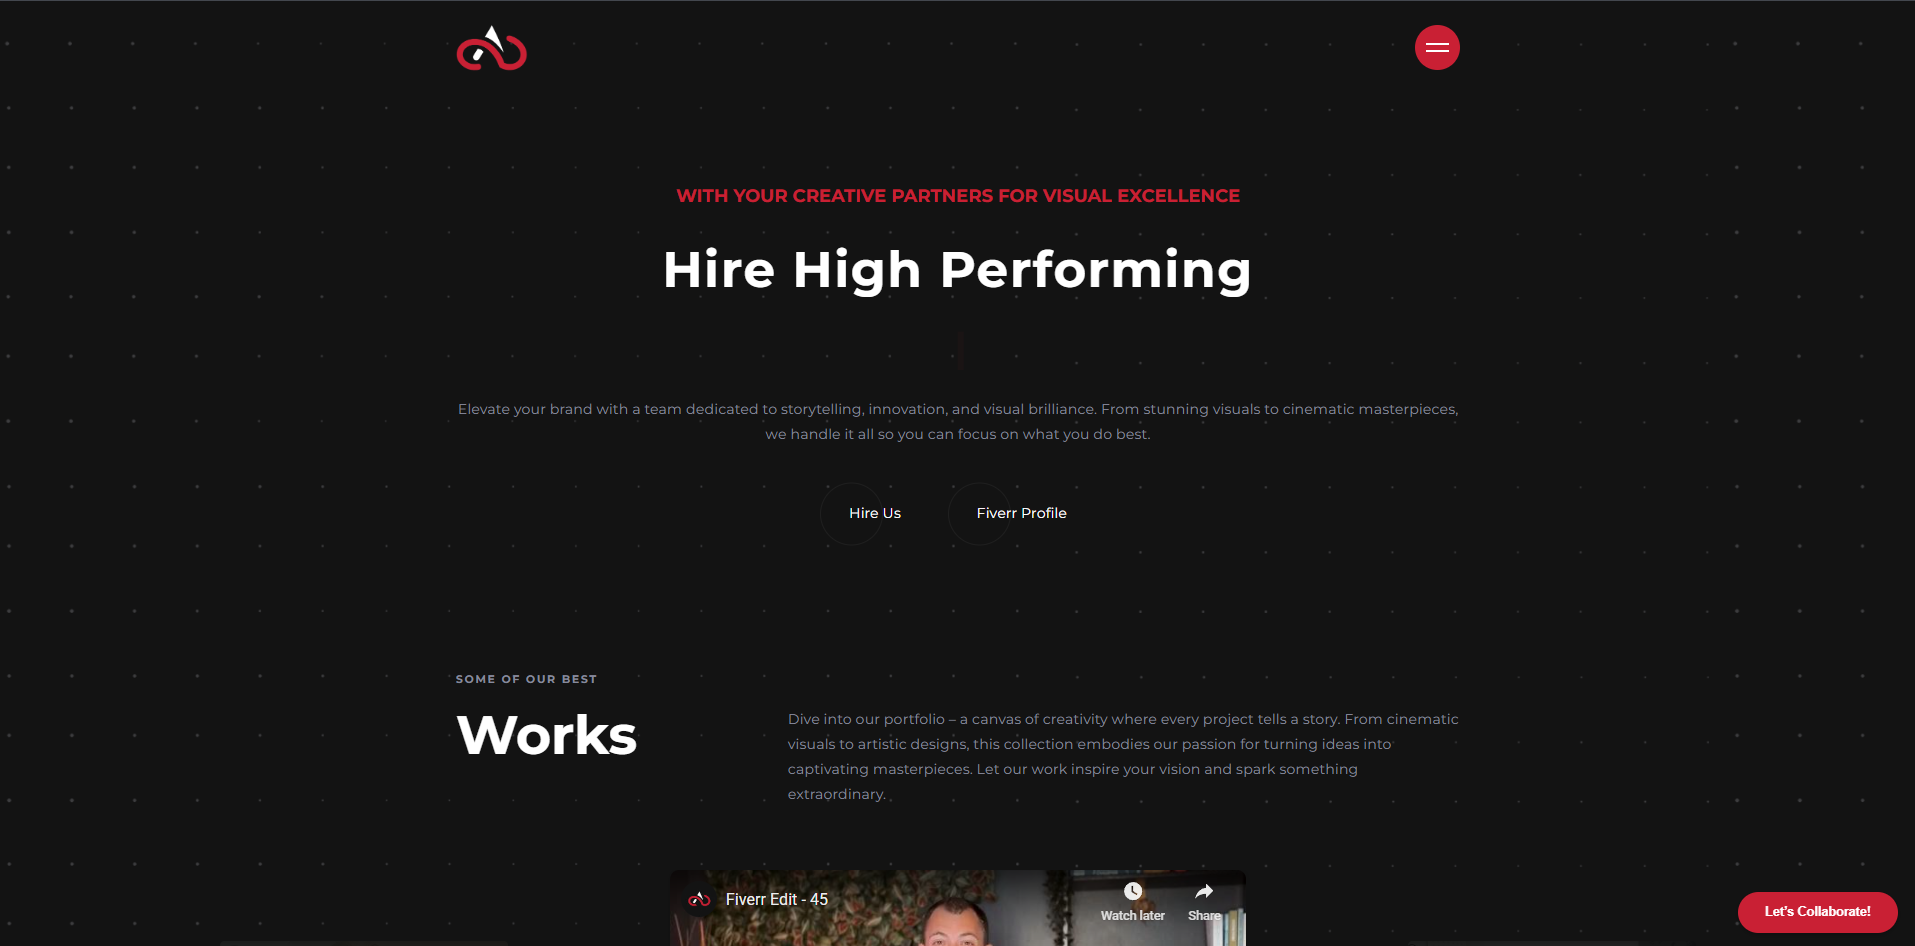 WITH YOUR CREATIVE PARTNERS FOR VISUAL EXCELLENCE
Hire High Performing
Elevate your brand with a team dedicated to storytelling, innovation, and visual brilliance. From stunning visuals to cinematic masterpieces,
we handle it all so you can focus on what you do best.
Hire Us
Fiverr Profile
SOME OF OUR BEST
Works
Dive into our portfolio – a canvas of creativity where every project tells a story. From cinematic
visuals to artistic designs, this collection embodies our passion for turning ideas into
captivating masterpieces. Let our work inspire your vision and spark something
extraordinary.
Fiverr Edit - 45
Watch later
Share
Let's Collaborate!